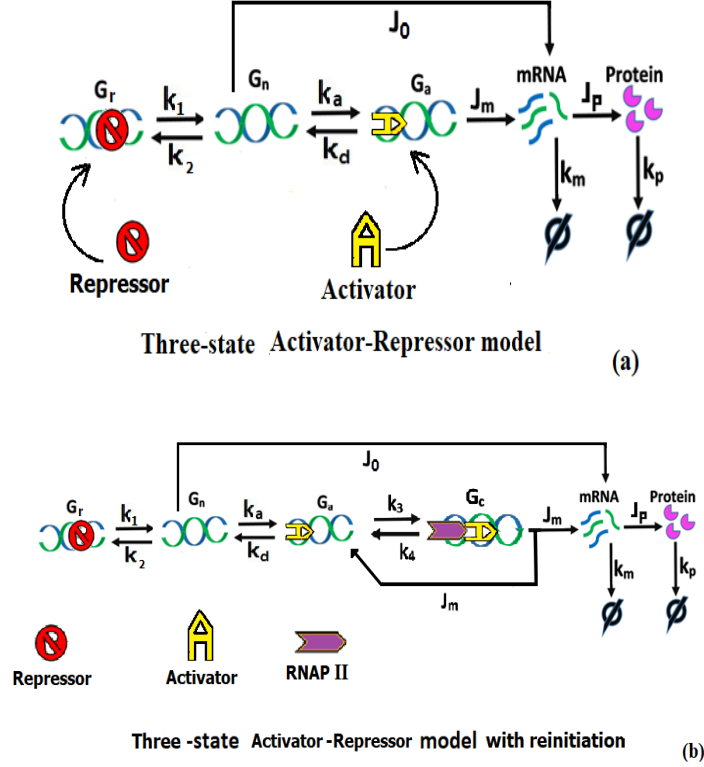 J0
Gr
Gn
Ga
mRNA
Protein
k1
k2
ka
kd
Jm
Jp
km
kp
Repressor
Activator
A
Three-state Activator-Repressor model
(a)
J0
Gr
Gn
Ga
Gc
mRNA
Protein
k1
k2
ka
kd
k3
k4
Jm
Jp
km
kp
Jm
A
Repressor
Activator
RNAP II
Three -state Activator -Repressor model with reinitiation
(b)